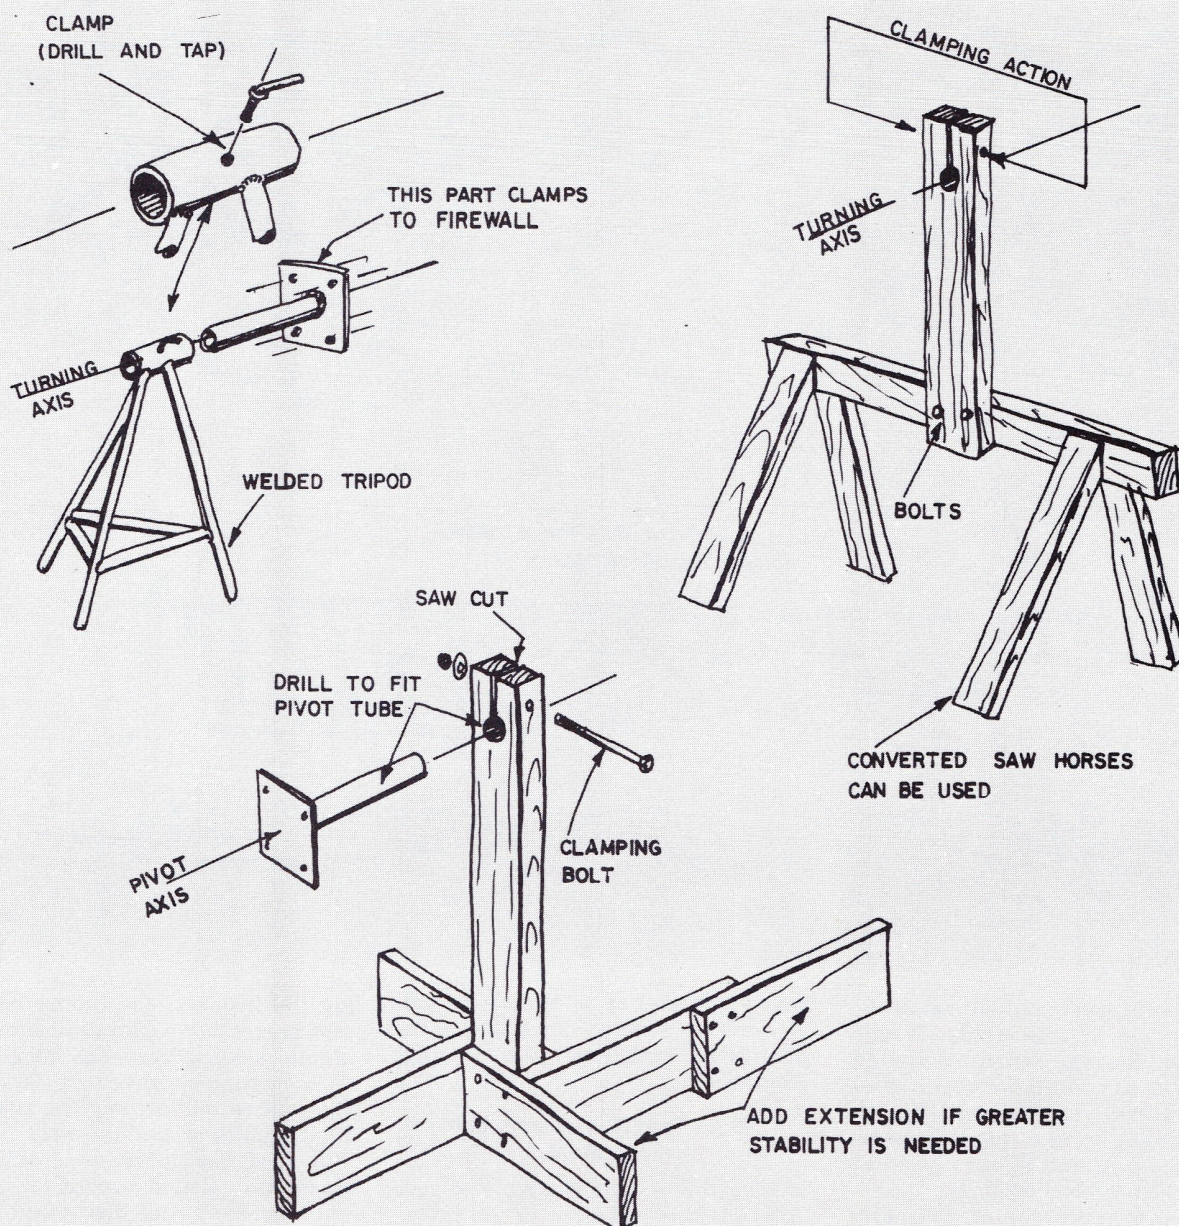 CLAMP
(DRILL AND TAP)
THIS PART CLAMPS
TO FIREWALL
TURNING
AXIS
WELDED TRIPOD
CLAMPING ACTION
TURNING
AXIS
BOLTS
CONVERTED SAW HORSES
CAN BE USED
SAW CUT
DRILL TO FIT
PIVOT TUBE
PIVOT
AXIS
CLAMPING
BOLT
ADD EXTENSION IF GREATER
STABILITY IS NEEDED